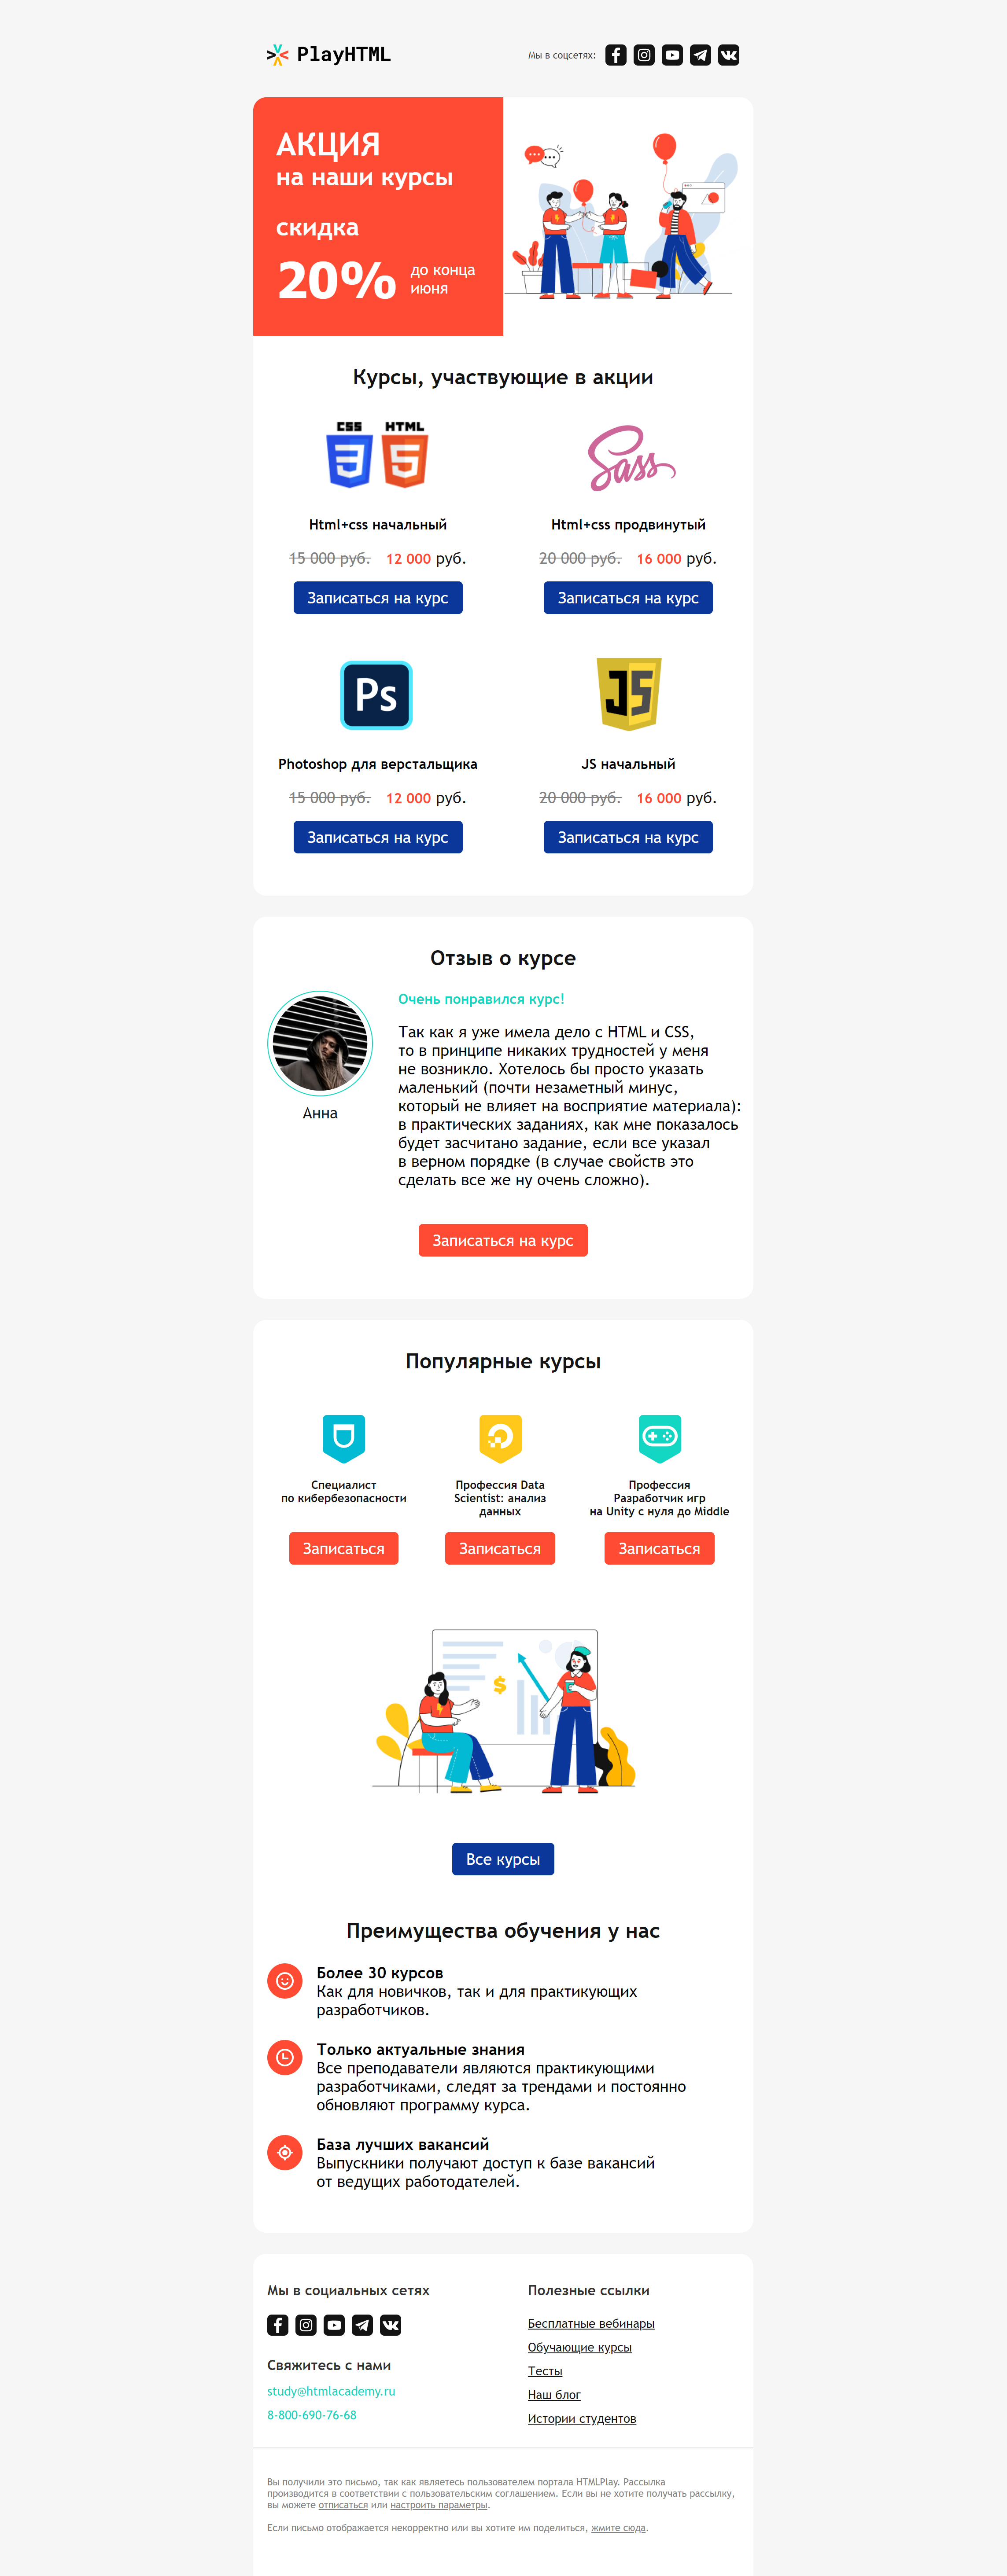 PlayHTML
Мы в соцсетях:
АКЦИЯ
на наши курсы
скидка
20%
до конца
июня
Курсы, участвующие в акции
CSS HTML
Sass
Html+css начальный
Html+css продвинутый
15 000 руб. 12 000 руб.
20 000 руб. 16 000 руб.
Записаться на курс
Записаться на курс
Ps
JS
Photoshop для верстальщика
JS начальный
15 000 руб. 12 000 руб.
20 000 руб. 16 000 руб.
Записаться на курс
Записаться на курс
Отзыв о курсе
Анна
Очень понравился курс!
Так как я уже имела дело с HTML и CSS,
то в принципе никаких трудностей у меня
не возникло. Хотелось бы просто указать
маленький (почти незаметный минус,
который не влияет на восприятие материала):
в практических заданиях, как мне показалось
будет засчитано задание, если все указал
в верном порядке (в случае свойств это
сделать все же ну очень сложно).
Записаться на курс
Популярные курсы
Специалист
по кибербезопасности
Профессия Data
Scientist: анализ
данных
Профессия
Разработчик игр
на Unity с нуля до Middle
Записаться
Записаться
Записаться
$
Все курсы
Преимущества обучения у нас
Более 30 курсов
Как для новичков, так и для практикующих
разработчиков.
Только актуальные знания
Все преподаватели являются практикующими
разработчиками, следят за трендами и постоянно
обновляют программу курса.
База лучших вакансий
Выпускники получают доступ к базе вакансий
от ведущих работодателей.
Мы в социальных сетях
Свяжитесь с нами
study@htmlacademy.ru
8-800-690-76-68
Полезные ссылки
Бесплатные вебинары
Обучающие курсы
Тесты
Наш блог
Истории студентов
Вы получили это письмо, так как являетесь пользователем портала HTMLPlay. Рассылка
производится в соответствии с пользовательским соглашением. Если вы не хотите получать рассылку,
вы можете отписаться или настроить параметры.
Если письмо отображается некорректно или вы хотите им поделиться, жмите сюда.